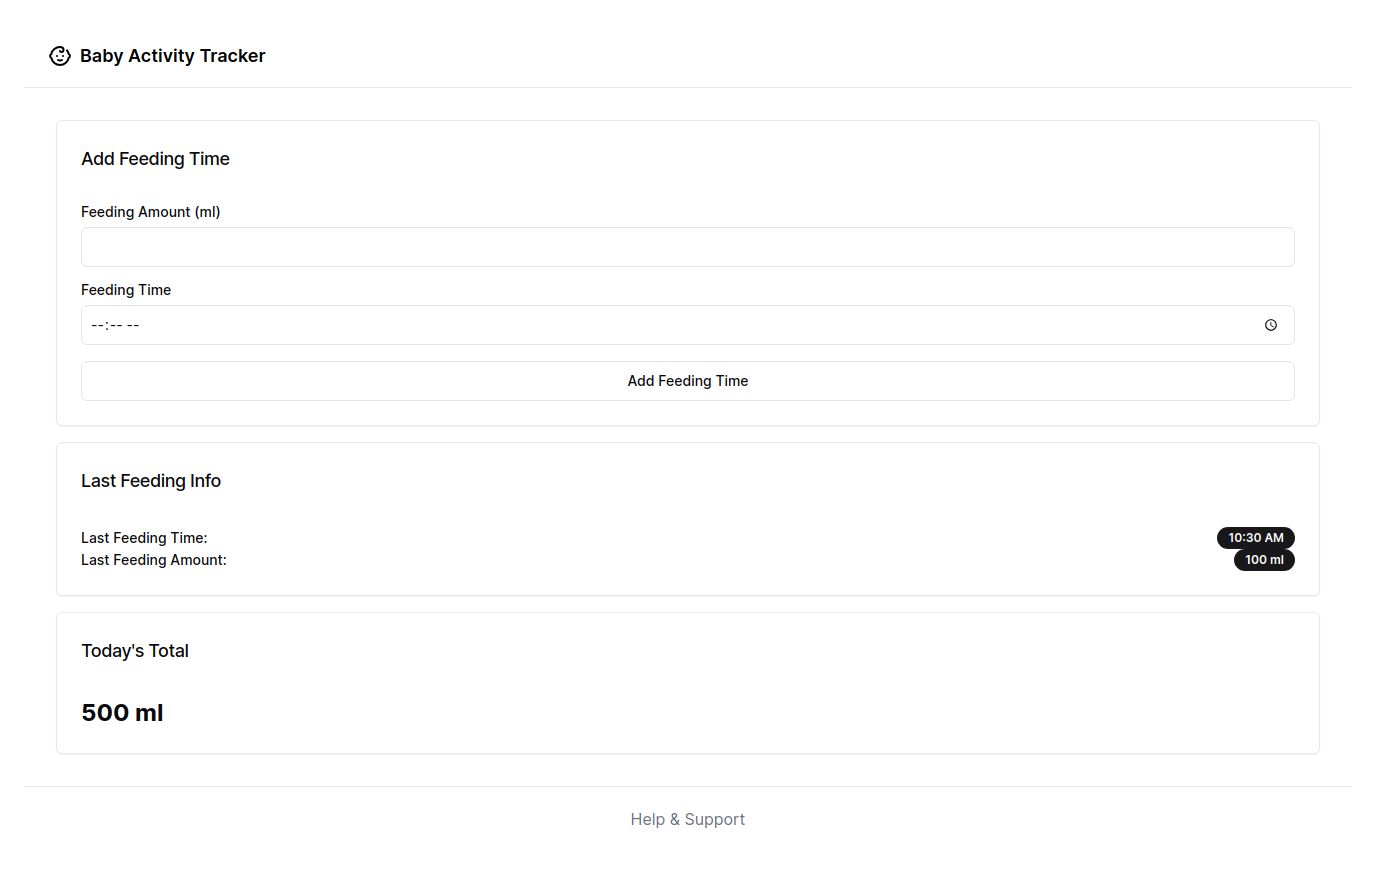 Baby Activity Tracker
Add Feeding Time
Feeding Amount (ml)
Feeding Time
--:-- --
Add Feeding Time
Last Feeding Info
Last Feeding Time: 10:30 AM
Last Feeding Amount: 100 ml
Today's Total
500 ml
Help & Support